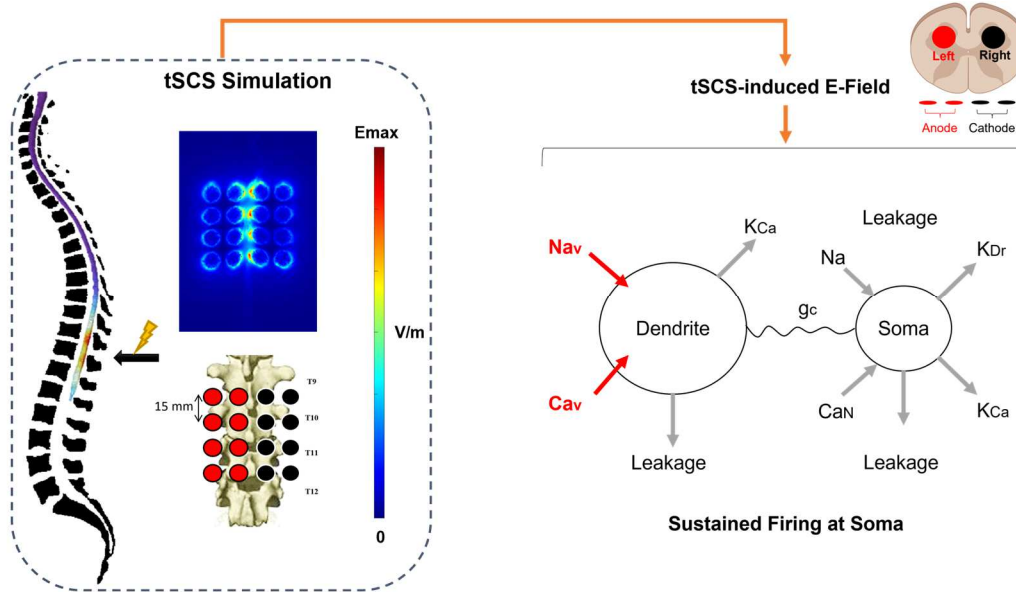 tSCS Simulation
Emax
V/m
0
15 mm
T9
T10
T11
T12
tSCS-induced E-Field
Left
Right
Anode
Cathode
Nav
Cav
Dendrite
KCa
Leakage
gc
Leakage
Na
KDr
Soma
CaN
KCa
Leakage
Sustained Firing at Soma